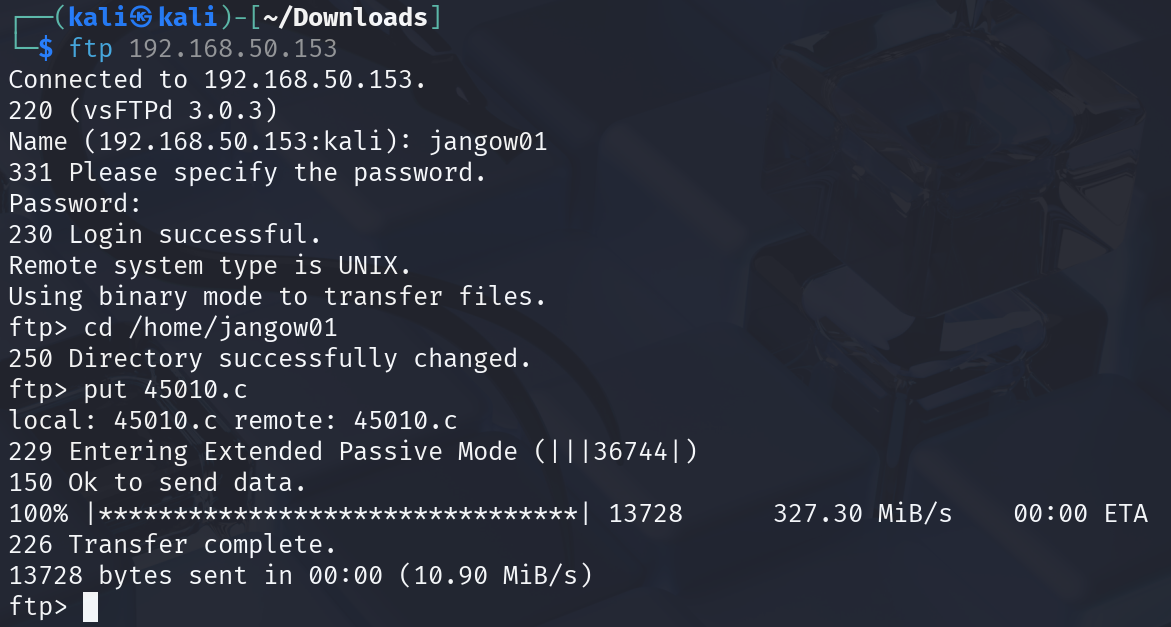 ┌──(kali㉿kali)-[~/Downloads]
└─$ ftp 192.168.50.153
Connected to 192.168.50.153.
220 (vsFTPd 3.0.3)
Name (192.168.50.153:kali): jangow01
331 Please specify the password.
Password:
230 Login successful.
Remote system type is UNIX.
Using binary mode to transfer files.
ftp> cd /home/jangow01
250 Directory successfully changed.
ftp> put 45010.c
local: 45010.c remote: 45010.c
229 Entering Extended Passive Mode (|||36744|)
150 Ok to send data.
100% |********************************| 13728      327.30 MiB/s    00:00 ETA
226 Transfer complete.
13728 bytes sent in 00:00 (10.90 MiB/s)
ftp>